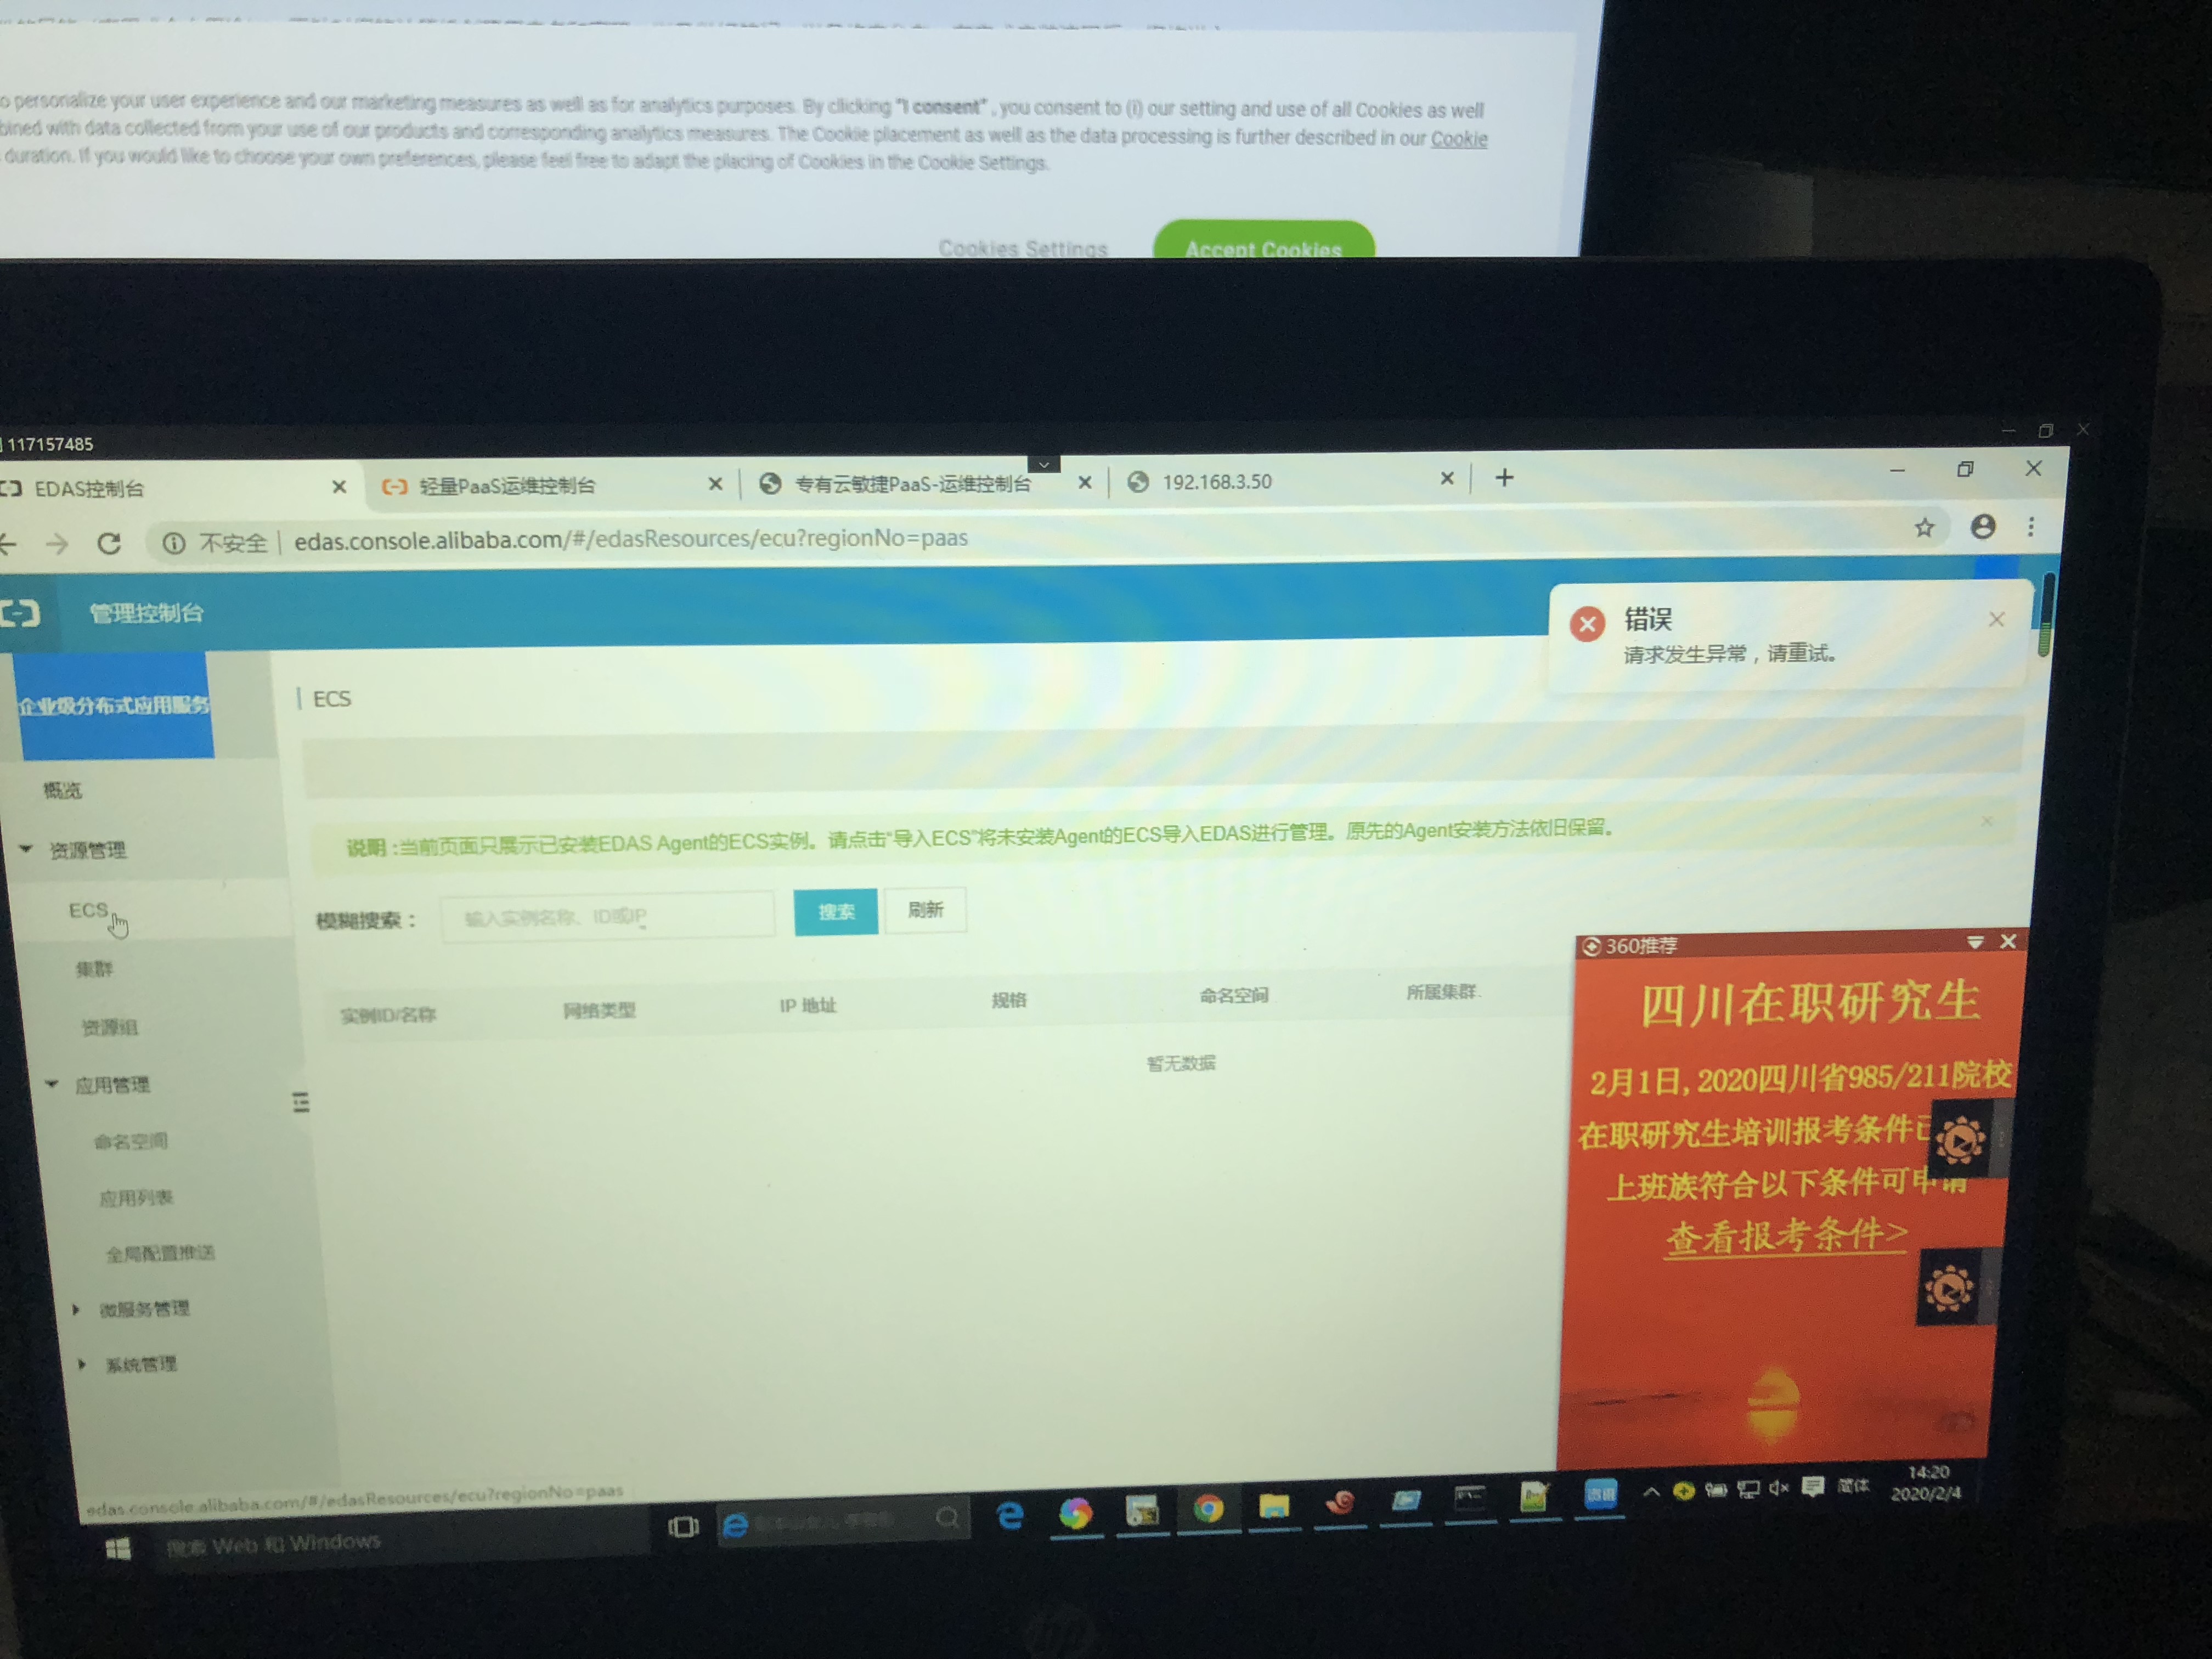 o personalize your user experience and our marketing measures as well as for analytics purposes. By clicking "I consent" , you consent to (i) our setting and use of all Cookies as well
bined with data collected from your use of our products and corresponding analytics measures. The Cookie placement as well as the data processing is further described in our Cookie
duration. If you would like to choose your own preferences, please feel free to adapt the placing of Cookies in the Cookie Settings.
Cookies Settings
Accept Cookies
117157485
EDAS控制台
轻量PaaS运维控制台
专有云敏捷PaaS-运维控制台
192.168.3.50
不安全
edas.console.alibaba.com/#/edasResources/ecu?regionNo=paas
管理控制台
错误
请求发生异常，请重试。
企业级分布式应用服务
概览
资源管理
ECS
集群
资源组
应用管理
命名空间
应用列表
全局配置推送
微服务管理
系统管理
ECS
说明 :当前页面只展示已安装EDAS Agent的ECS实例。请点击“导入ECS”将未安装Agent的ECS导入EDAS进行管理。原先的Agent安装方法依旧保留。
模糊搜索：
输入实例名称、ID或IP
搜索
刷新
实例ID/名称
网络类型
IP 地址
规格
命名空间
所属集群
暂无数据
360推荐
四川在职研究生
2月1日, 2020四川省985/211院校
在职研究生培训报考条件已
上班族符合以下条件可申请
查看报考条件>
edas.console.alibaba.com/#/edasResources/ecu?regionNo=paas
搜索 Web 和 Windows
简体
14:20
2020/2/4